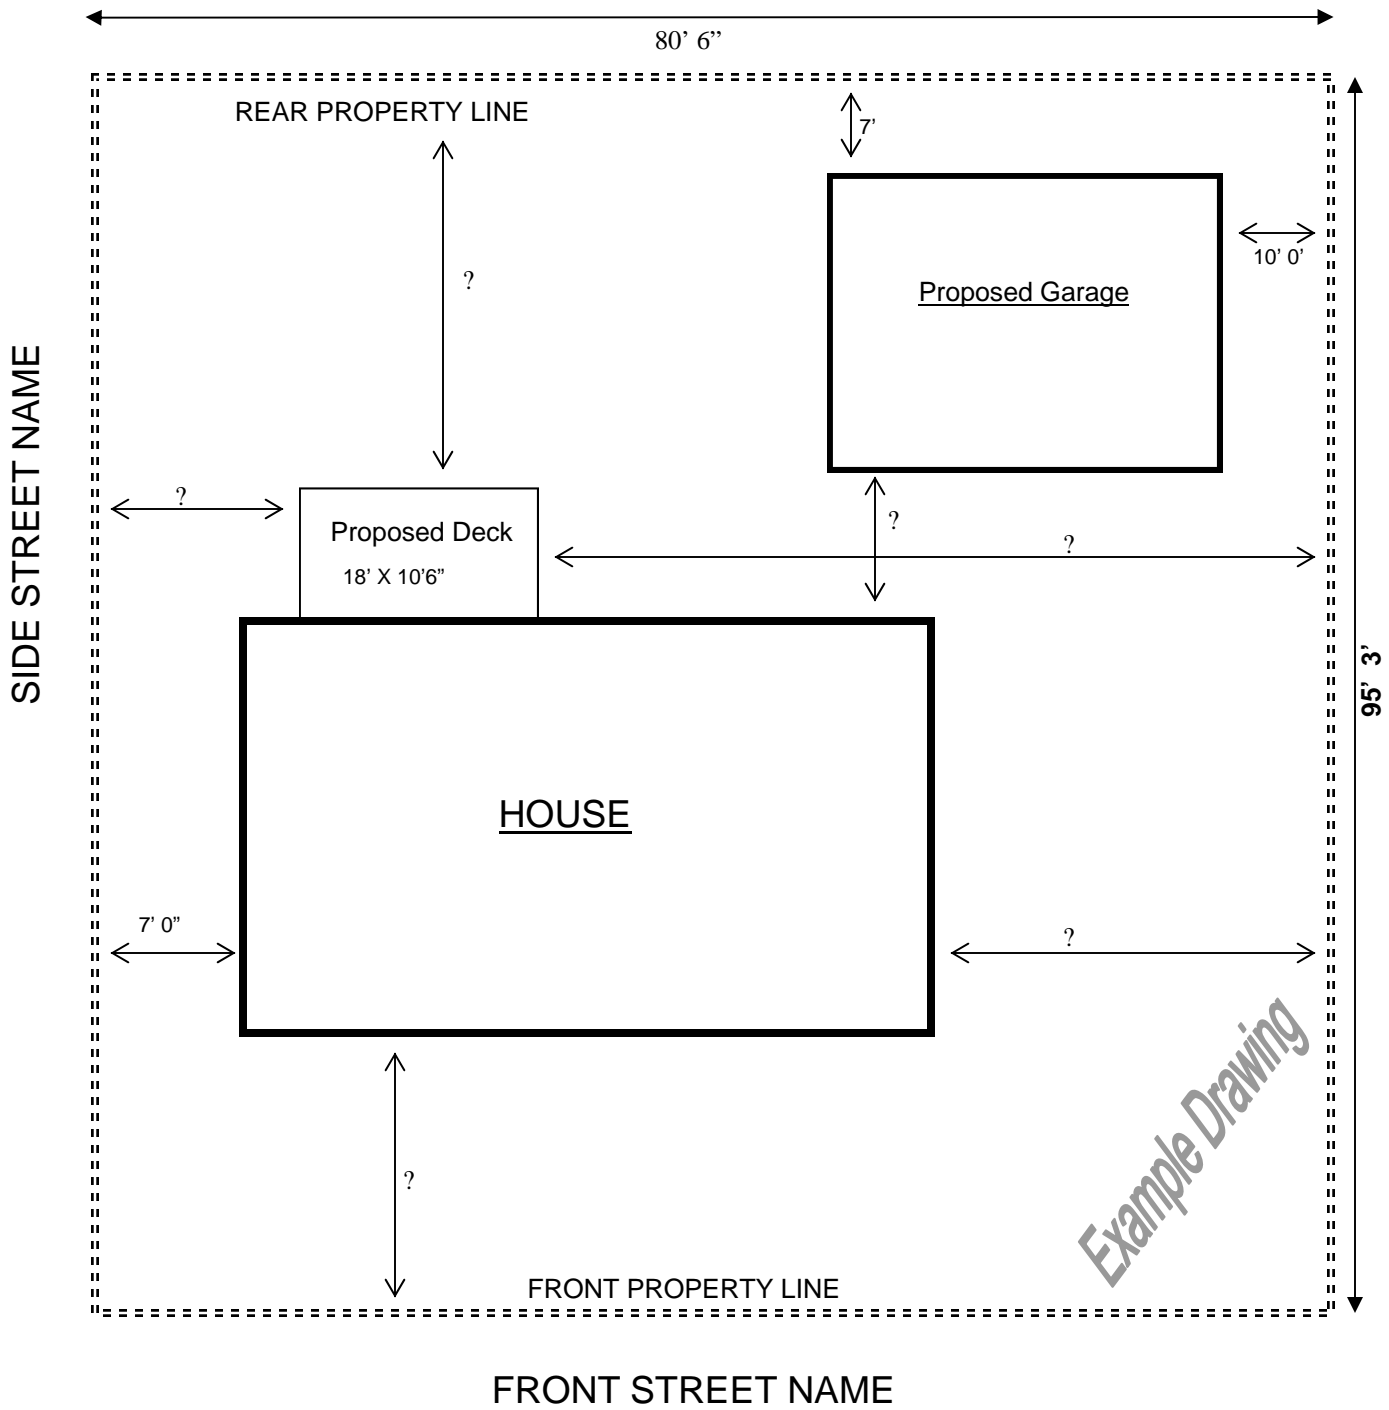 80’ 6”
REAR PROPERTY LINE
7’
10’ 0’
?
Proposed Garage
SIDE STREET NAME
?
?
?
Proposed Deck
18’ X 10’6”
95’ 3’
HOUSE
7’ 0”
?
Example Drawing
?
FRONT PROPERTY LINE
FRONT STREET NAME